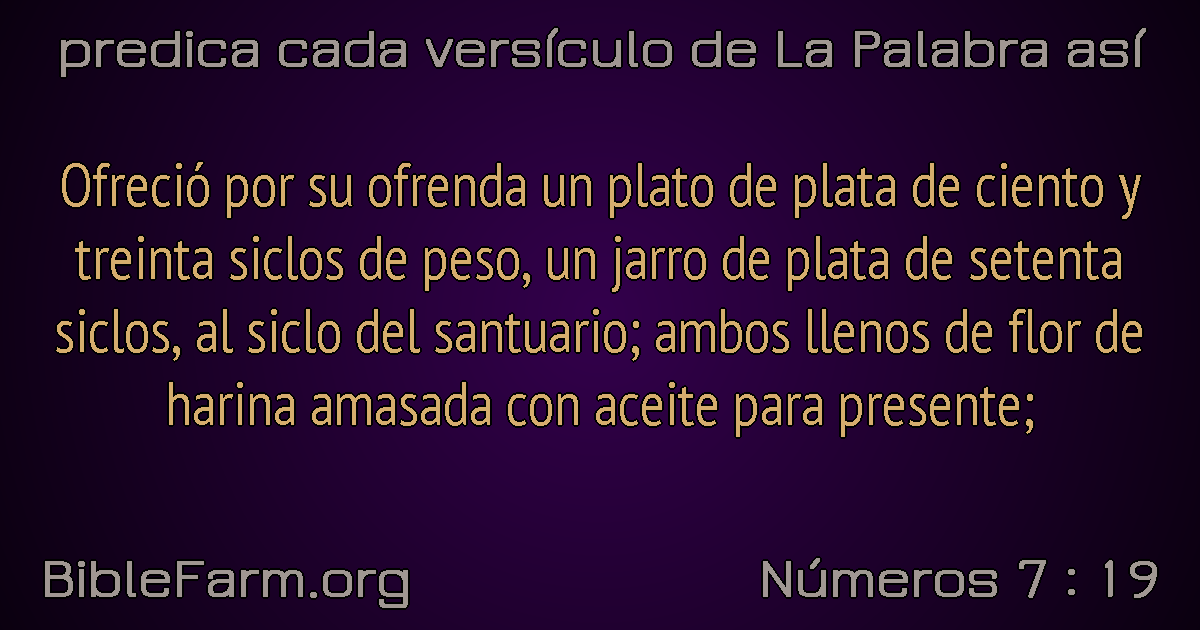 predica cada versículo de La Palabra así
Ofreció por su ofrenda un plato de plata de ciento y
treinta siclos de peso, un jarro de plata de setenta
siclos, al siclo del santuario; ambos llenos de flor de
harina amasada con aceite para presente;
BibleFarm.org
Números 7 : 19